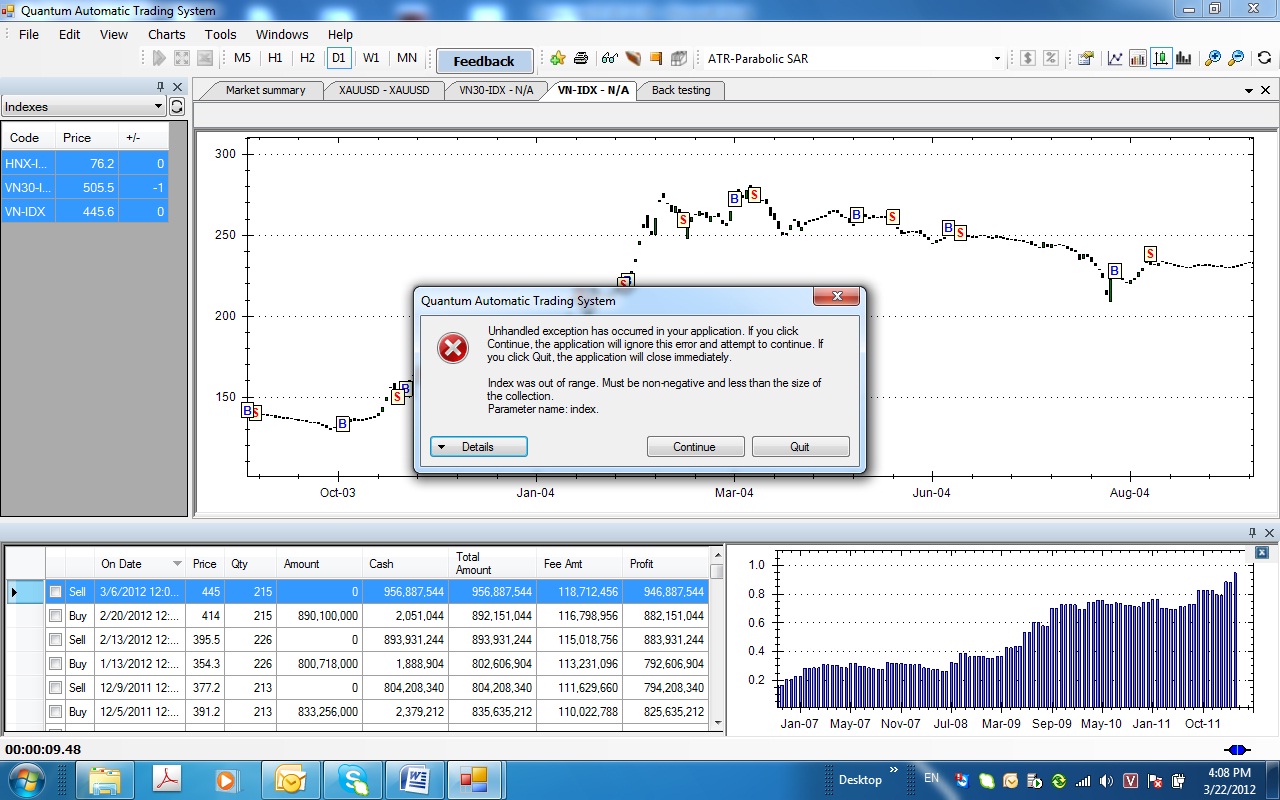 Quantum Automatic Trading System
File Edit View Charts Tools Windows Help
M5 H1 H2 D1 W1 MN Feedback ATR-Parabolic SAR
Indexes
Market summary XAUUSD - XAUUSD VN30-IDX - N/A VN-IDX - N/A Back testing
Code Price +/-
HNX-I... 76.2 0
VN30-I... 505.5 -1
VN-IDX 445.6 0
300
250
200
150
B S B S B S B S B S B S B S B S
Oct-03 Jan-04 Mar-04 Jun-04 Aug-04
Quantum Automatic Trading System
Unhandled exception has occurred in your application. If you click
Continue, the application will ignore this error and attempt to continue. If
you click Quit, the application will close immediately.
Index was out of range. Must be non-negative and less than the size of
the collection.
Parameter name: index.
Details Continue Quit
On Date Price Qty Amount Cash Total Amount Fee Amt Profit
Sell 3/6/2012 12:0... 445 215 0 956,887,544 956,887,544 118,712,456 946,887,544
Buy 2/20/2012 12:... 414 215 890,100,000 2,051,044 892,151,044 116,798,956 882,151,044
Sell 2/13/2012 12:... 395.5 226 0 893,931,244 893,931,244 115,018,756 883,931,244
Buy 1/13/2012 12:... 354.3 226 800,718,000 1,888,904 802,606,904 113,231,096 792,606,904
Sell 12/9/2011 12:... 377.2 213 0 804,208,340 804,208,340 111,629,660 794,208,340
Buy 12/5/2011 12:... 391.2 213 833,256,000 2,379,212 835,635,212 110,022,788 825,635,212
1.0
0.8
0.6
0.4
0.2
Jan-07 May-07 Nov-07 Jul-08 Mar-09 Sep-09 May-10 Jan-11 Oct-11
00:00:09.48
Desktop » EN 4:08 PM
3/22/2012